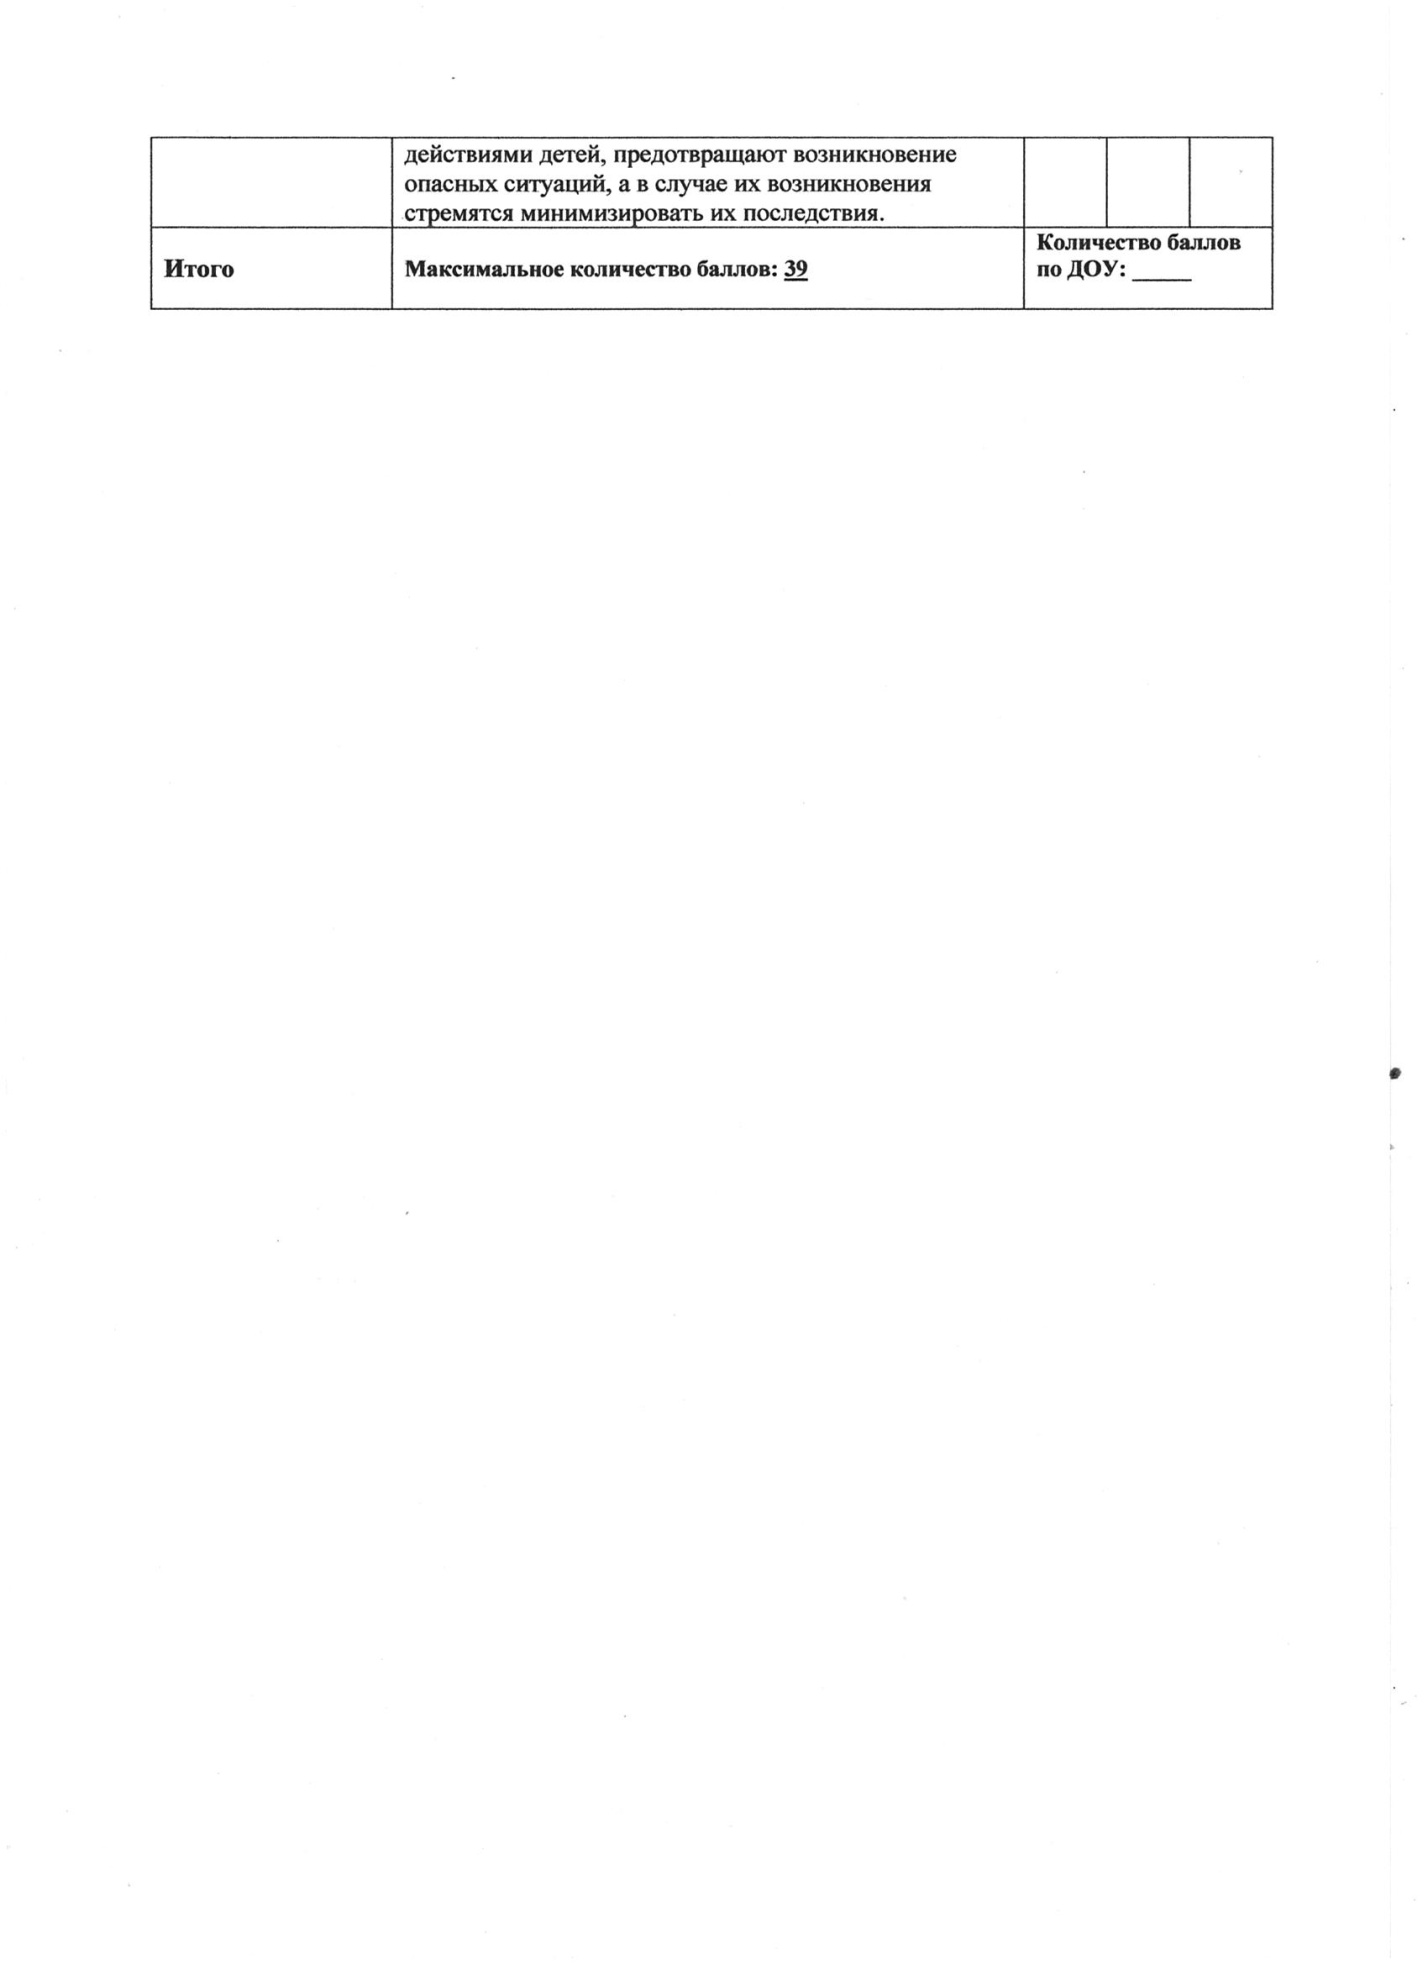 действиями детей, предотвращают возникновение
опасных ситуаций, а в случае их возникновения
стремятся минимизировать их последствия.
Итого
Максимальное количество баллов: 39
Количество баллов
по ДОУ: _____